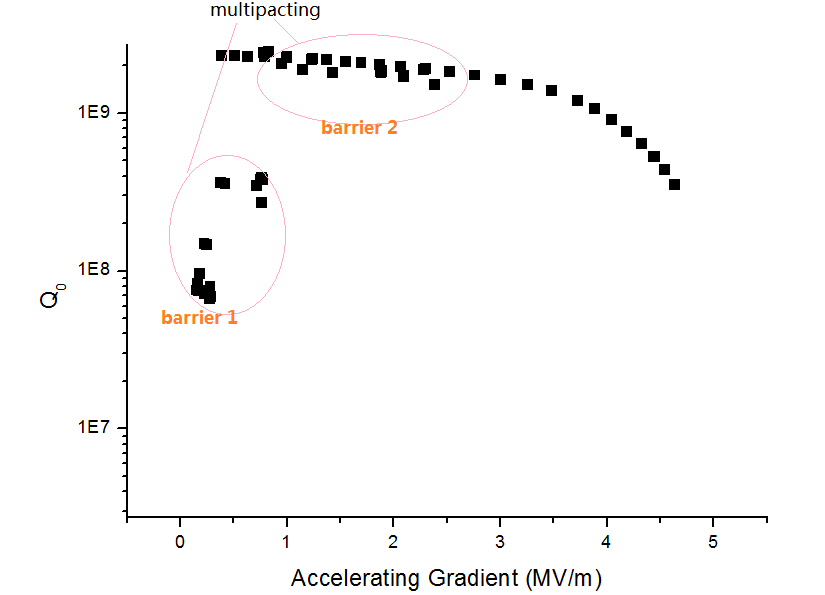 multipacting
1E9
barrier 2
1E8
Q0
barrier 1
1E7
0 1 2 3 4 5
Accelerating Gradient (MV/m)